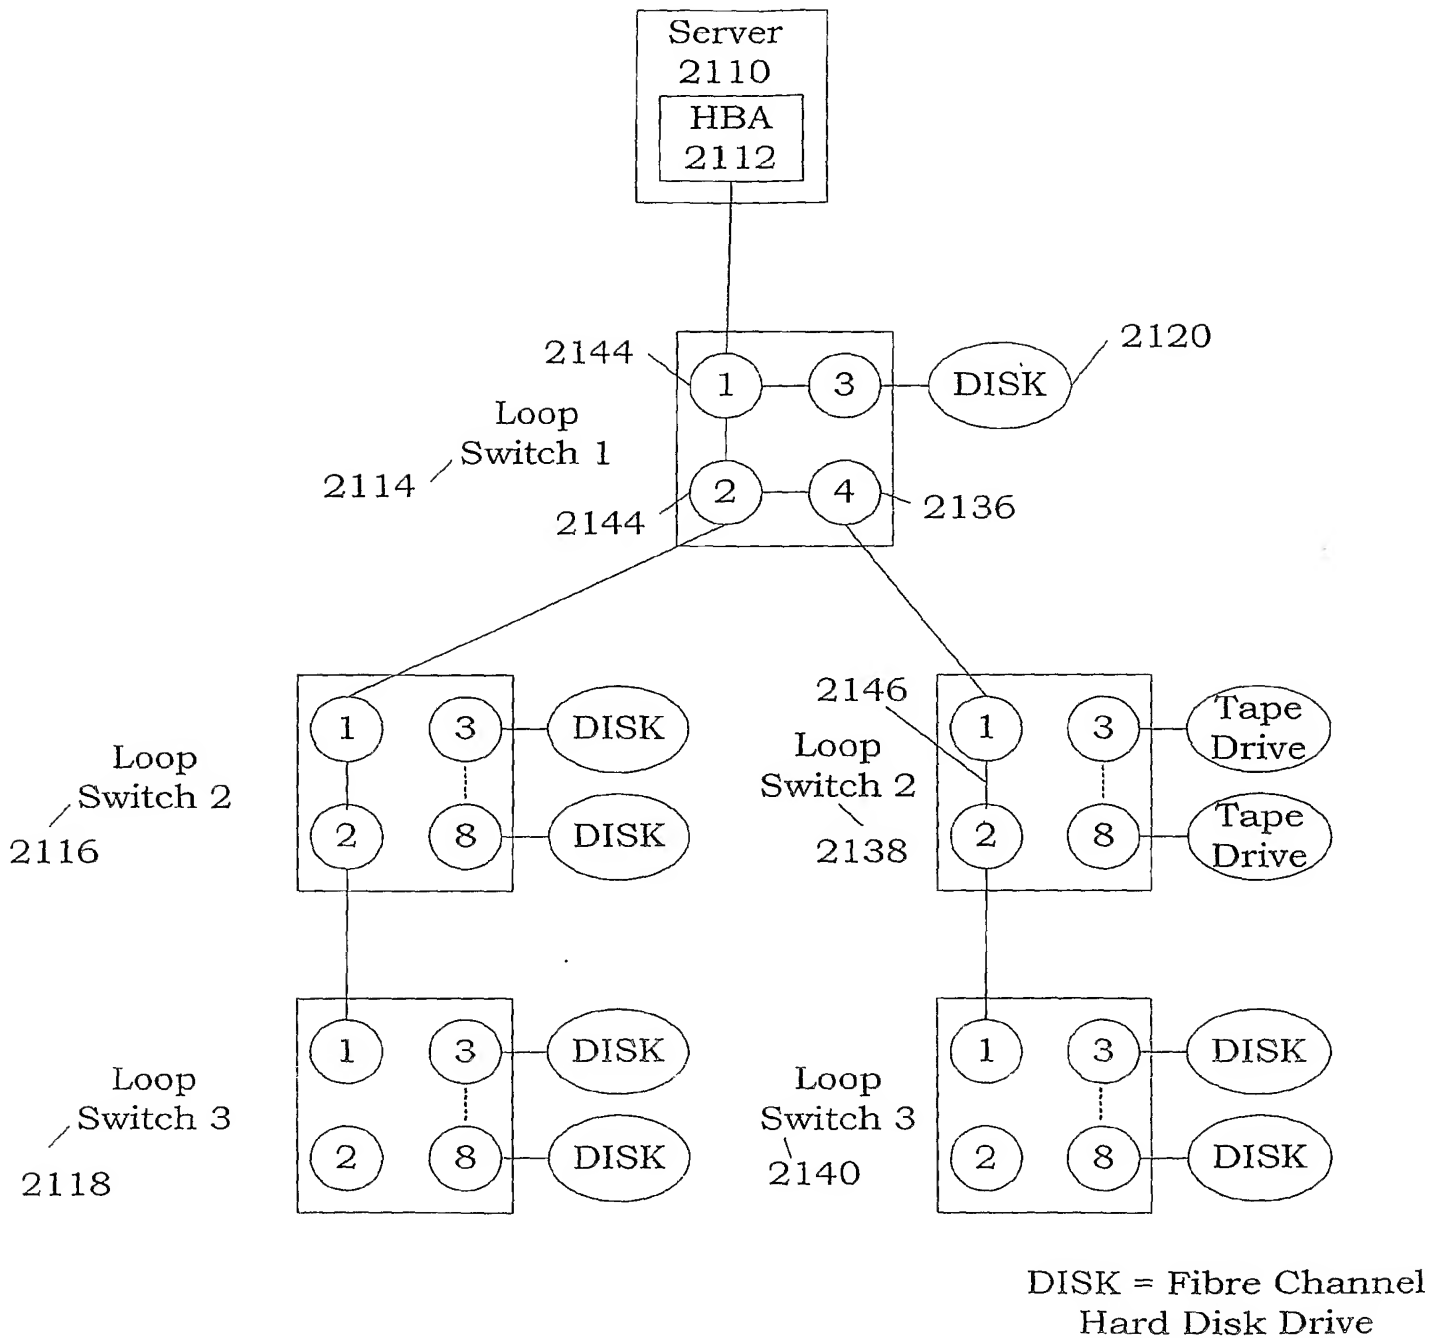 Server
2110
HBA
2112
2144
1
3
DISK
2120
Loop
Switch 1
2114
2144
2
4
2136
1
3
DISK
Loop
Switch 2
2116
2
8
DISK
2146
1
3
Tape
Drive
Loop
Switch 2
2138
2
8
Tape
Drive
1
3
DISK
Loop
Switch 3
2118
2
8
DISK
1
3
DISK
Loop
Switch 3
2140
2
8
DISK
DISK = Fibre Channel
Hard Disk Drive